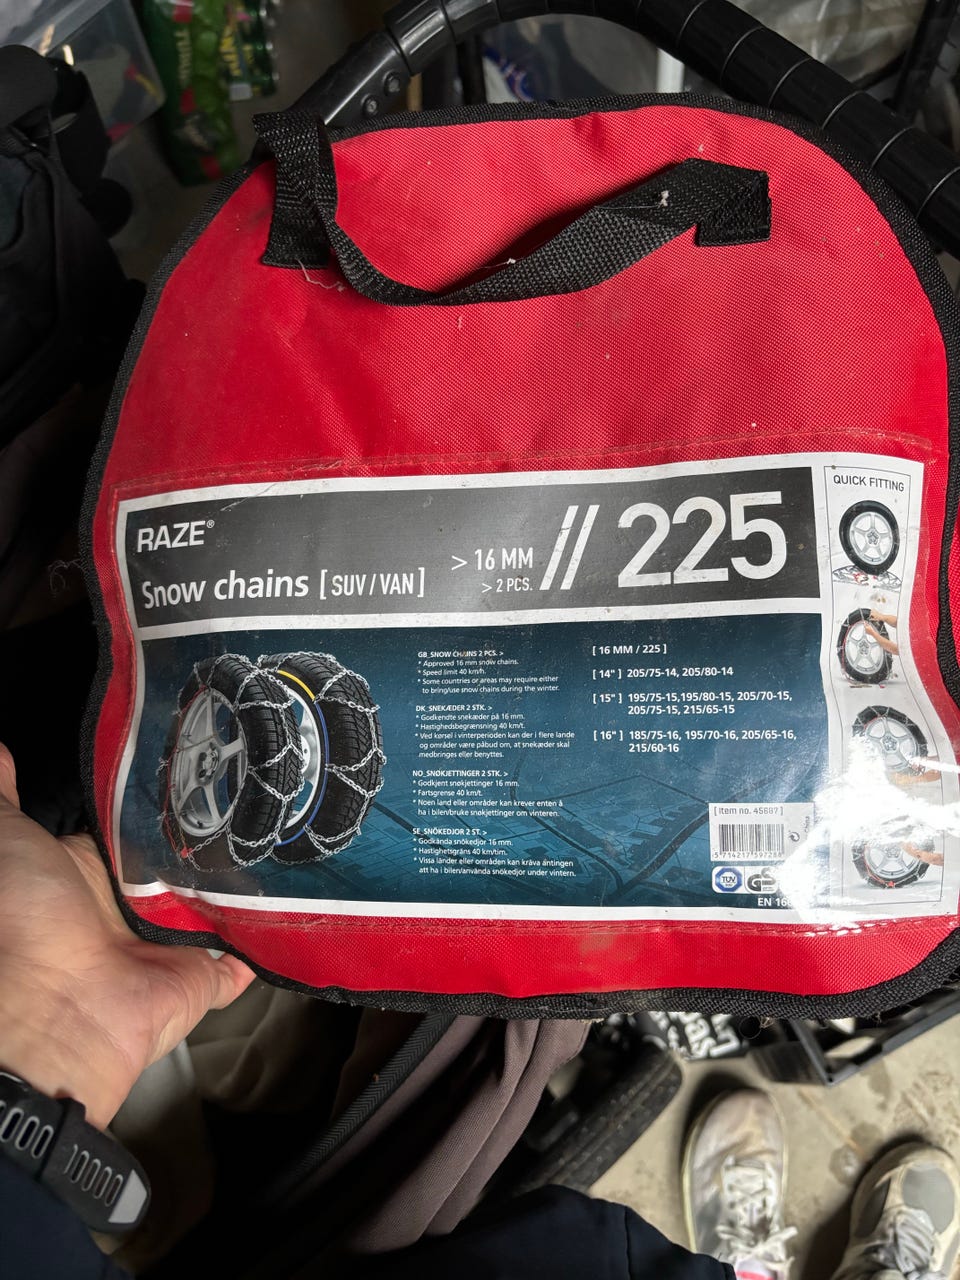 RAZE®
Snow chains [SUV/VAN]
> 16 MM
> 2 PCS.
// 225
QUICK FITTING
GB_SNOW CHAINS 2 PCS. >
* Approved 16 mm snow chains.
* Speed limit 40 km/h.
* Some countries or areas may require either
to bring/use snow chains during the winter.
DK_SNEKÆDER 2 STK. >
* Godkendte snekæder på 16 mm.
* Hastighedsbegrænsning 40 km/t.
* Ved kørsel i vinterperioden kan der i flere lande
og områder være påbud om, at snekæder skal
medbringes eller benyttes.
NO_SNØKJETTINGER 2 STK. >
* Godkjent snøkjettinger 16 mm.
* Fartsgrense 40 km/t.
* Noen land eller områder kan krever enten å
ha i bilen/bruke snøkjettinger om vinteren.
SE_SNÖKEDJOR 2 ST. >
* Godkända snökedjor 16 mm.
* Hastighetsgräns 40 km/tim.
* Vissa länder eller områden kan kräva antingen
att ha i bilen/använda snökedjor under vintern.
[ 16 MM / 225 ]
[ 14" ] 205/75-14, 205/80-14
[ 15" ] 195/75-15,195/80-15, 205/70-15,
205/75-15, 215/65-15
[ 16" ] 185/75-16, 195/70-16, 205/65-16,
215/60-16
[ Item no. 45687 ]
5 714217 597288
TÜV
GS
EN 166